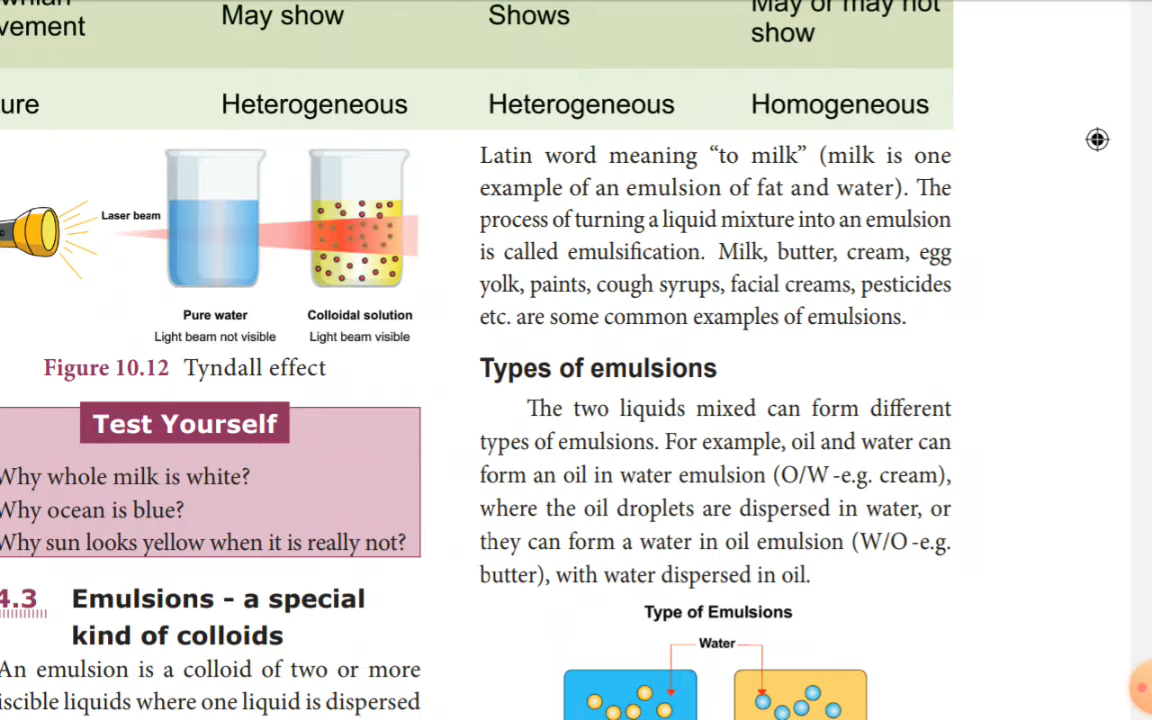 vement
May show
Shows
May or may not
show
ure
Heterogeneous
Heterogeneous
Homogeneous
Laser beam
Pure water
Light beam not visible
Colloidal solution
Light beam visible
Figure 10.12 Tyndall effect
Test Yourself
Why whole milk is white?
Why ocean is blue?
Why sun looks yellow when it is really not?
4.3 Emulsions - a special
kind of colloids
An emulsion is a colloid of two or more
iscible liquids where one liquid is dispersed
Latin word meaning “to milk” (milk is one
example of an emulsion of fat and water). The
process of turning a liquid mixture into an emulsion
is called emulsification. Milk, butter, cream, egg
yolk, paints, cough syrups, facial creams, pesticides
etc. are some common examples of emulsions.
Types of emulsions
The two liquids mixed can form different
types of emulsions. For example, oil and water can
form an oil in water emulsion (O/W -e.g. cream),
where the oil droplets are dispersed in water, or
they can form a water in oil emulsion (W/O -e.g.
butter), with water dispersed in oil.
Type of Emulsions
Water